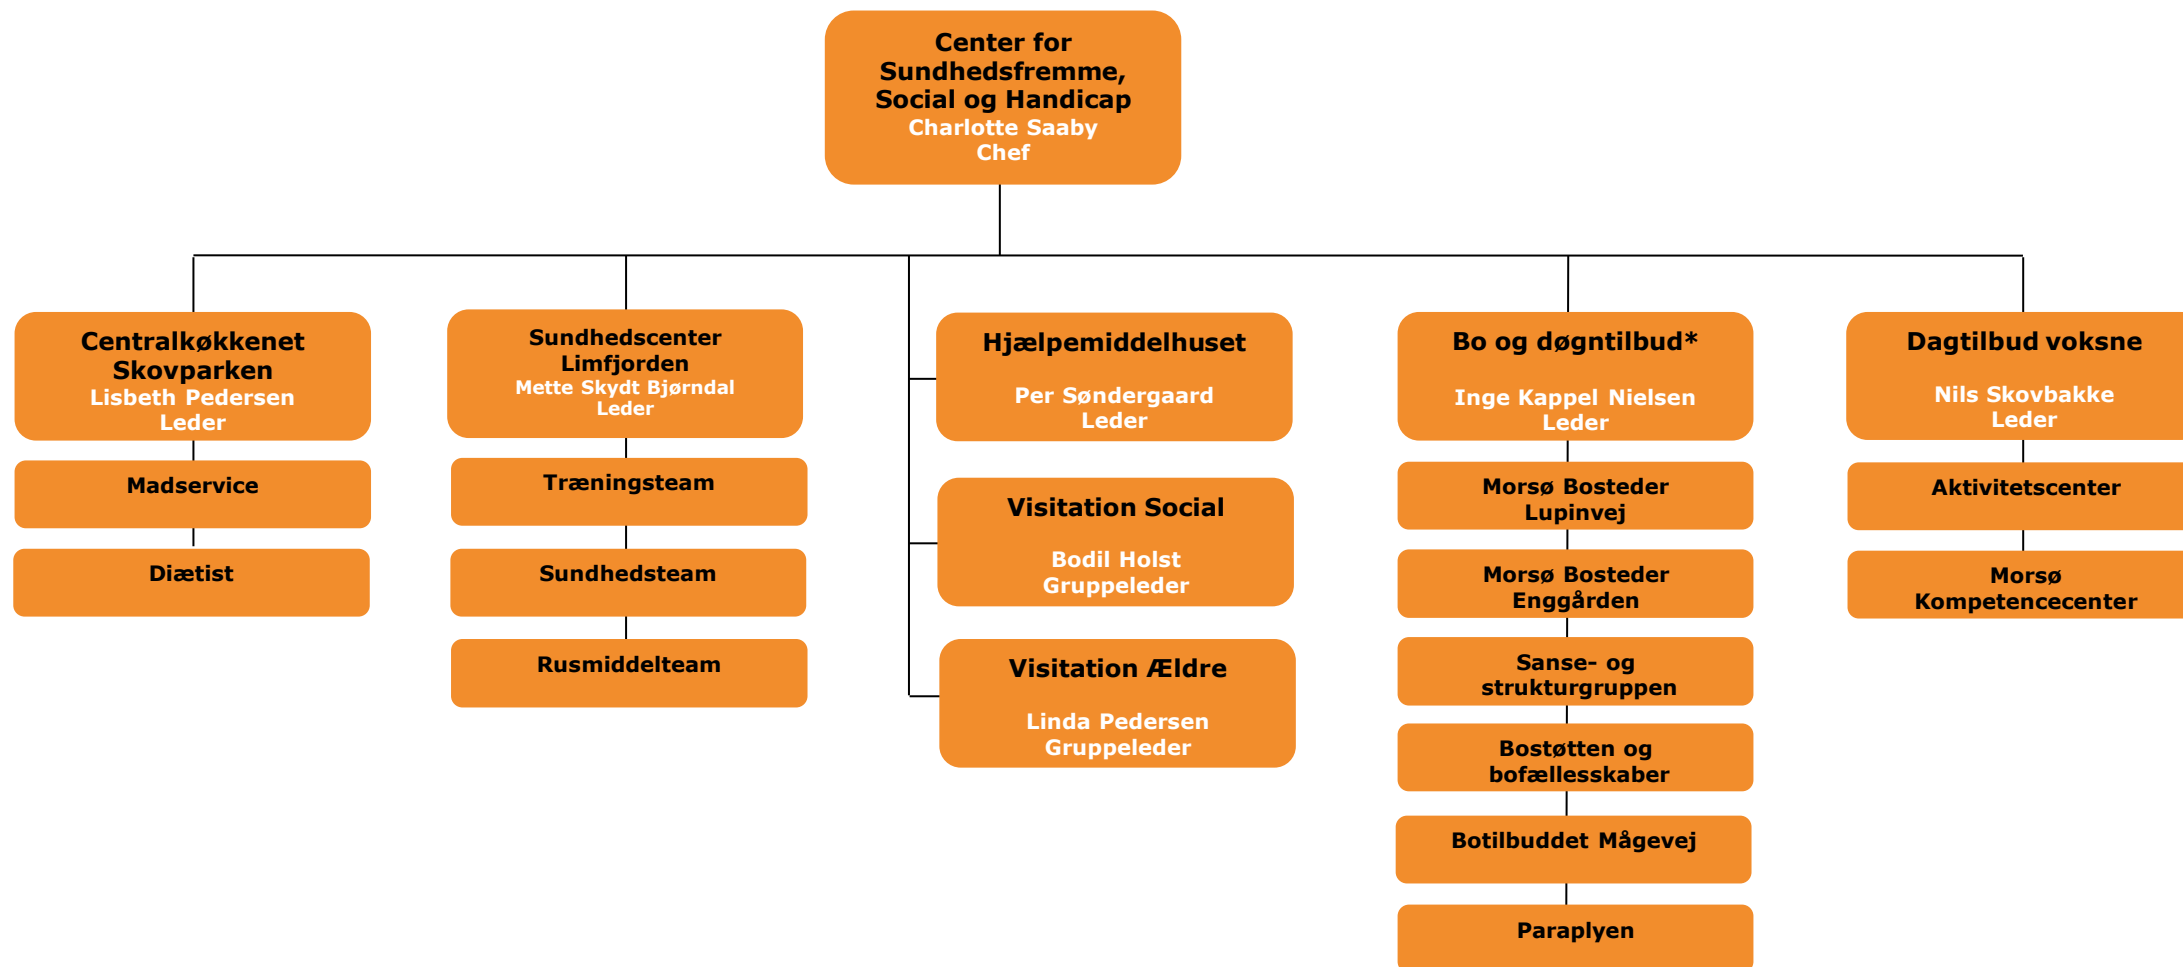 Center for
Sundhedsfremme,
Social og Handicap
Charlotte Saaby
Chef
Centralkøkkenet
Skovparken
Lisbeth Pedersen
Leder
Madservice
Diætist
Sundhedscenter
Limfjorden
Mette Skydt Bjørndal
Leder
Træningsteam
Sundhedsteam
Rusmiddelteam
Hjælpemiddelhuset
Per Søndergaard
Leder
Visitation Social
Bodil Holst
Gruppeleder
Visitation Ældre
Linda Pedersen
Gruppeleder
Bo og døgntilbud*
Inge Kappel Nielsen
Leder
Morsø Bosteder
Lupinvej
Morsø Bosteder
Enggården
Sanse- og
strukturgruppen
Bostøtten og
bofællesskaber
Botilbuddet Mågevej
Paraplyen
Dagtilbud voksne
Nils Skovbakke
Leder
Aktivitetscenter
Morsø
Kompetencecenter